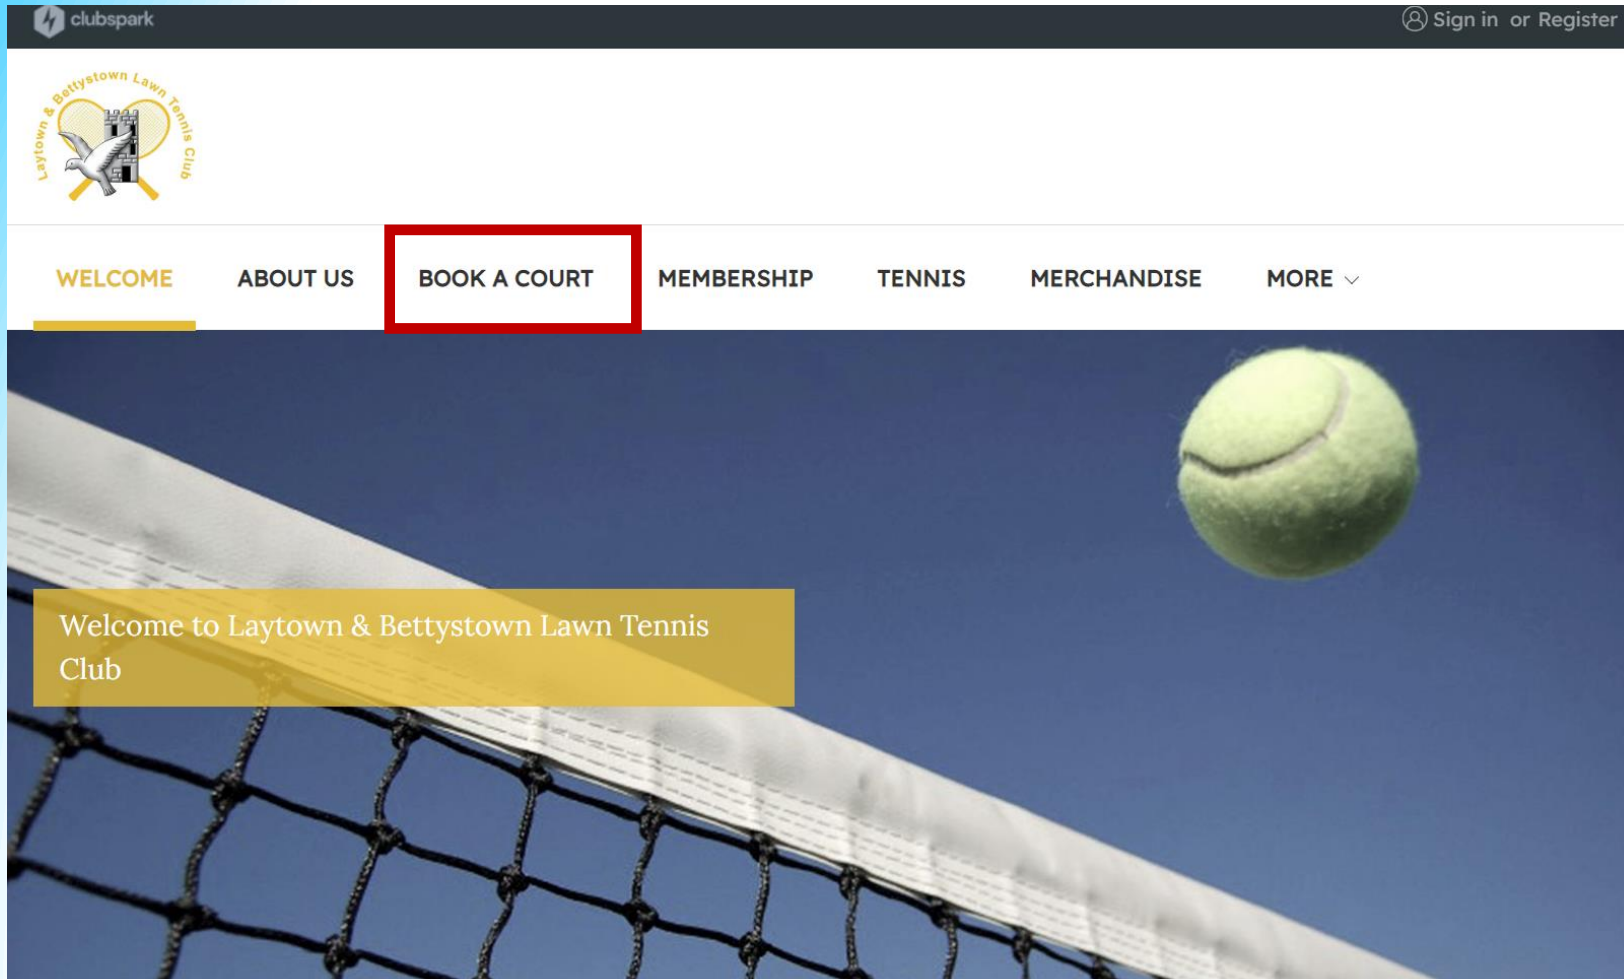 clubspark
Sign in or Register
Laytown & Bettystown Lawn Tennis Club
WELCOME ABOUT US BOOK A COURT MEMBERSHIP TENNIS MERCHANDISE MORE
Welcome to Laytown & Bettystown Lawn Tennis
Club